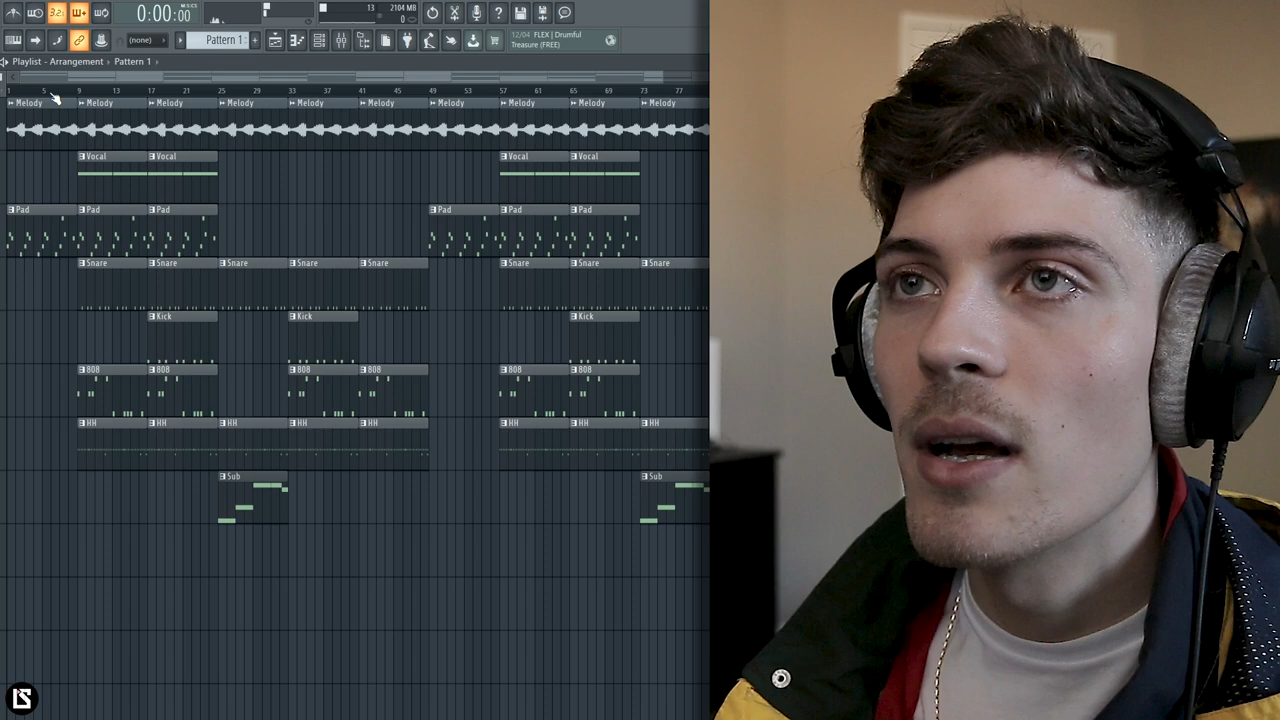 32:
0:00:00
M:S:CS
13
2104 MB
0
(none)
Pattern 1
12/04 FLEX | Drumful
Treasure (FREE)
Playlist - Arrangement › Pattern 1 ›
1 5 9 13 17 21 25 29 33 37 41 45 49 53 57 61 65 69 73 77
Melody Melody Melody Melody Melody Melody Melody Melody Melody Melody
Vocal Vocal Vocal Vocal
Pad Pad Pad Pad Pad Pad
Snare Snare Snare Snare Snare Snare Snare Snare
Kick Kick Kick
808 808 808 808 808 808
HH HH HH HH HH HH HH HH
Sub Sub